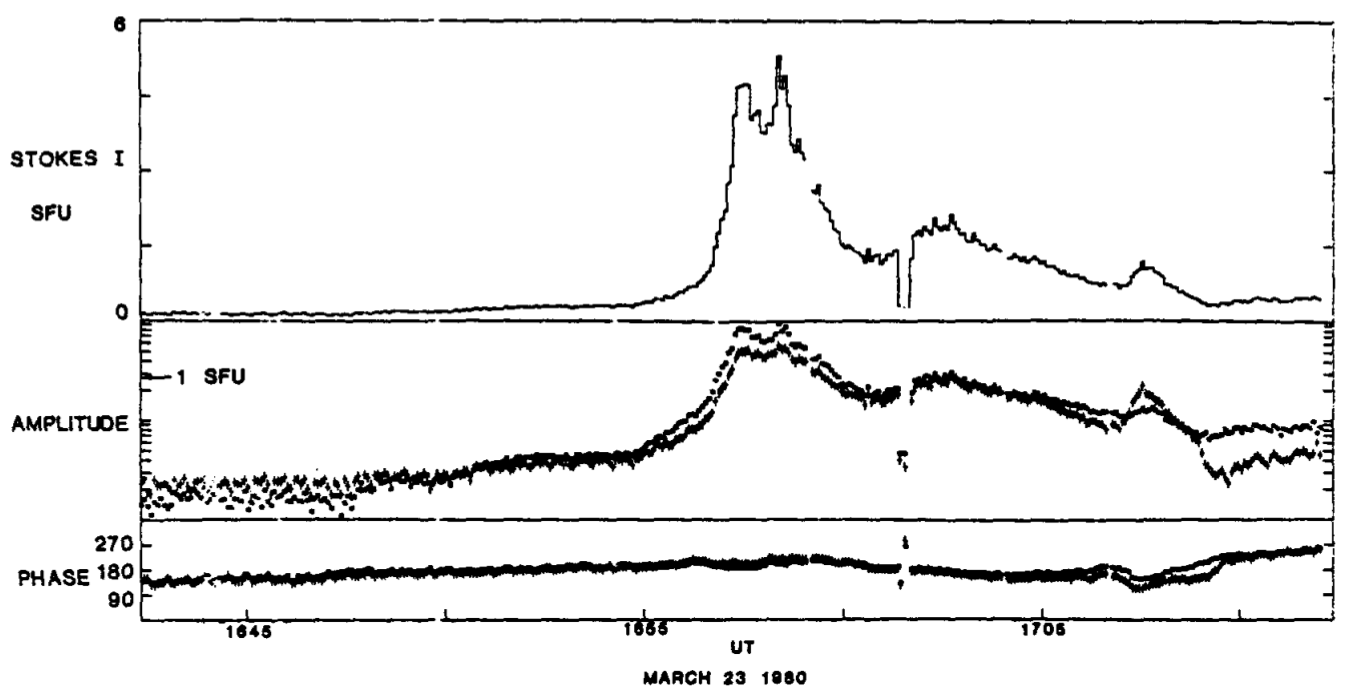 6
STOKES I
SFU
0
1 SFU
AMPLITUDE
270
PHASE 180
90
1645 1655 1705
UT
MARCH 23 1980